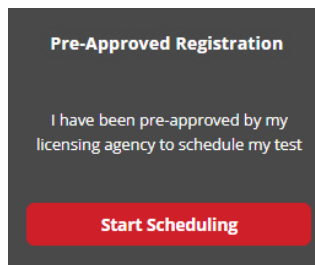 Pre-Approved Registration
I have been pre-approved by my
licensing agency to schedule my test
Start Scheduling